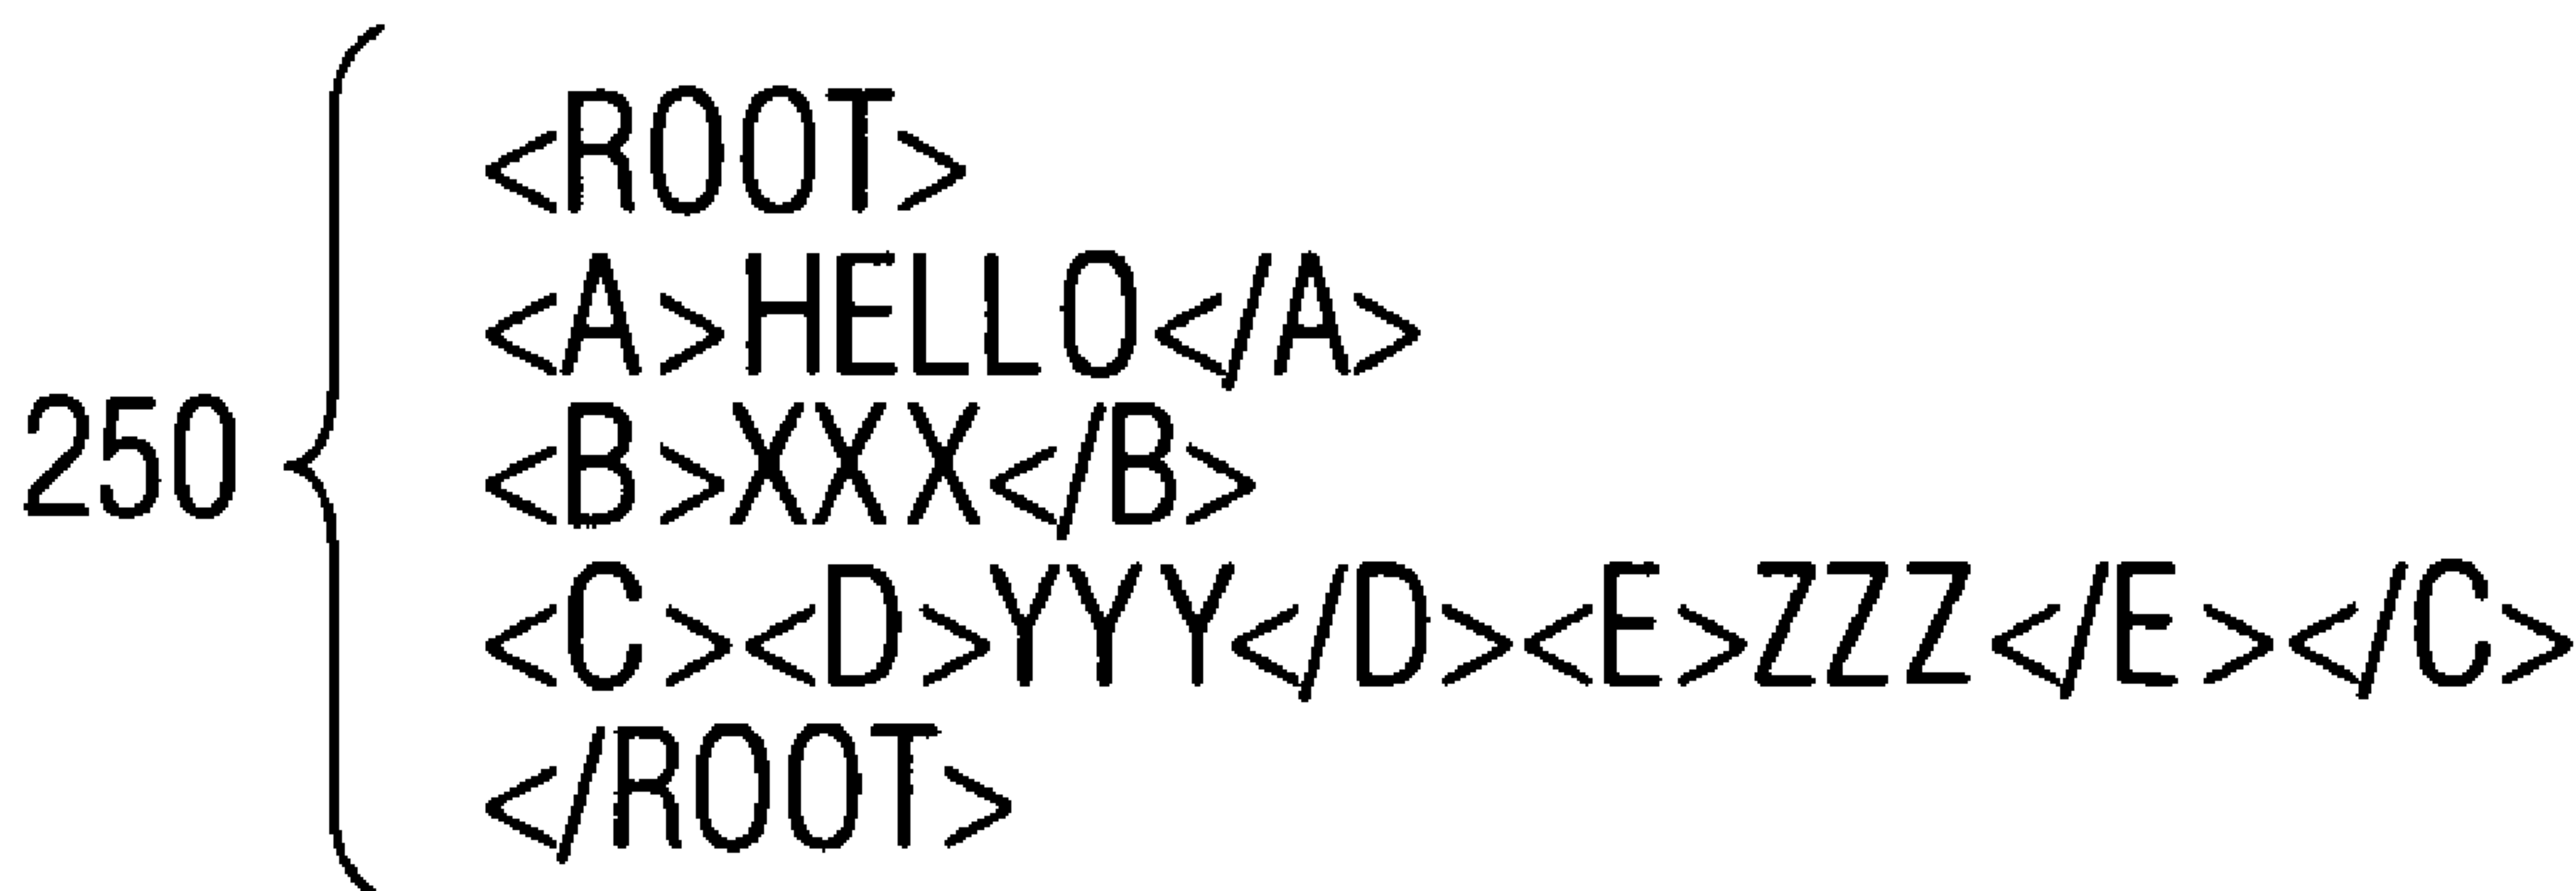 <ROOT>
<A>HELLO</A>
250
<B>XXX</B>
<C><D>YYY</D><E>ZZZ</E></C>
</ROOT>